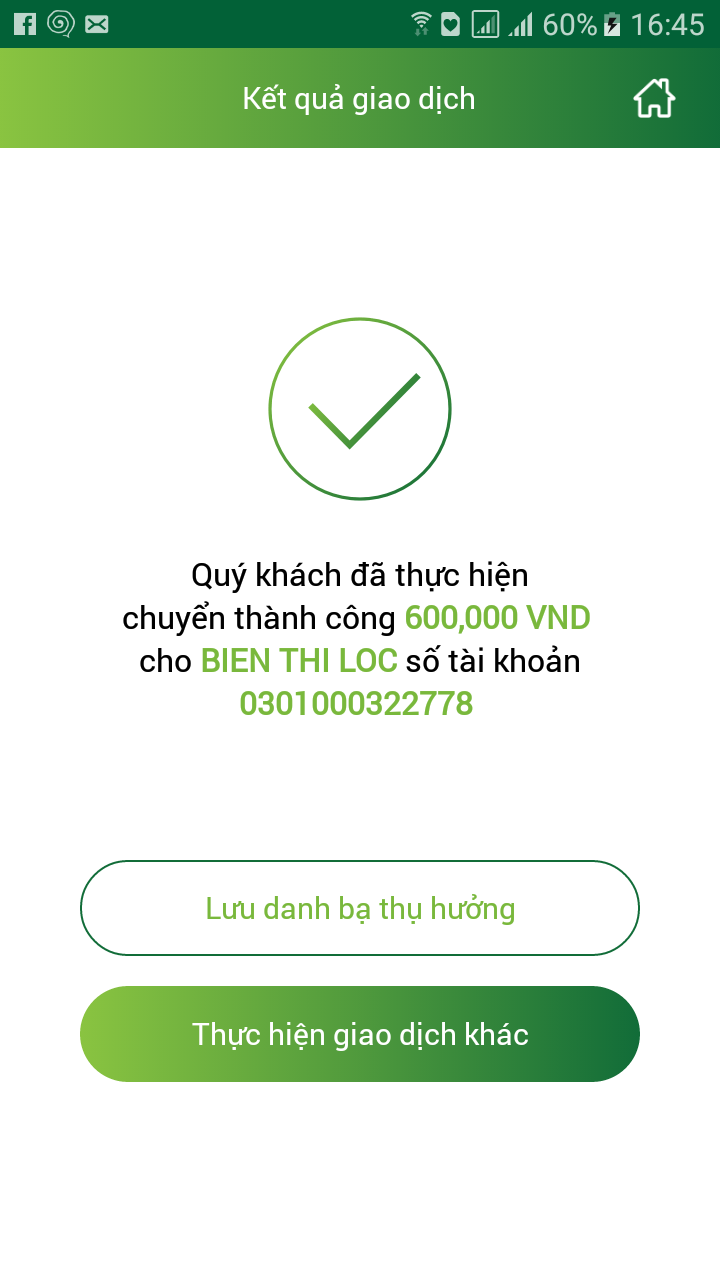 60% 16:45
Kết quả giao dịch
Quý khách đã thực hiện
chuyển thành công 600,000 VND
cho BIEN THI LOC số tài khoản
0301000322778
Lưu danh bạ thụ hưởng
Thực hiện giao dịch khác